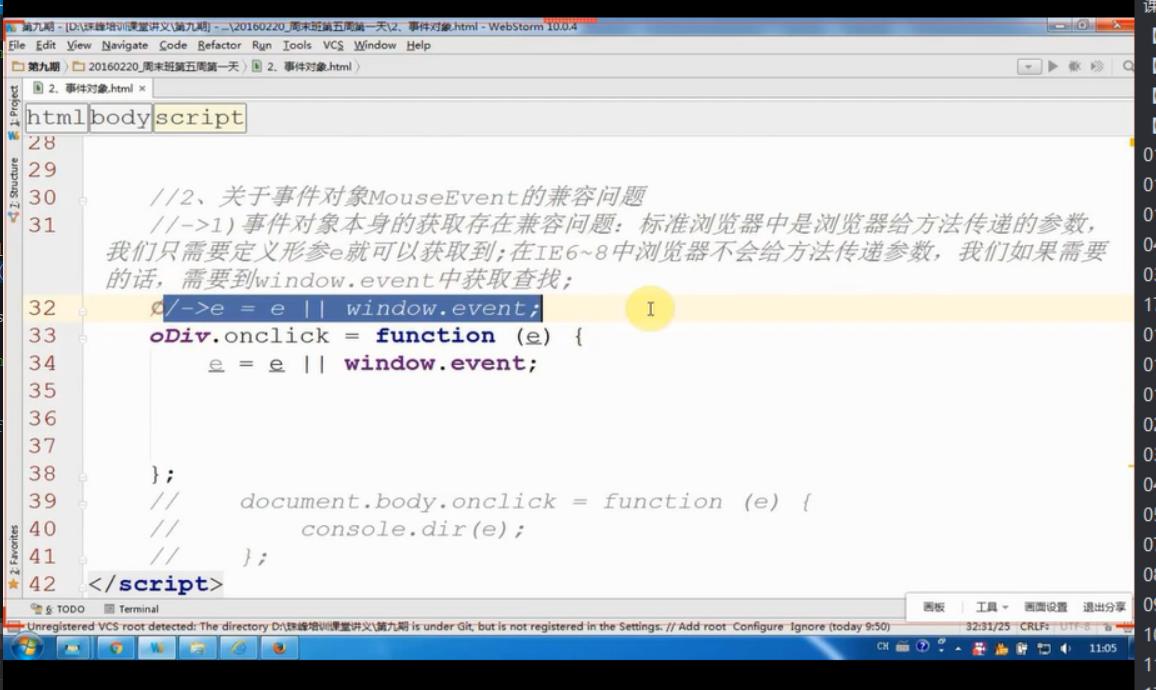 第九期 - [D:\珠峰培训课堂讲义\第九期] - ...\20160220_周末班第五周第一天\2、事件对象.html - WebStorm 10.0.4
File Edit View Navigate Code Refactor Run Tools VCS Window Help
第九期 20160220_周末班第五周第一天 2、事件对象.html
2、事件对象.html
1: Project
html body script
28
29
30 //2、关于事件对象MouseEvent的兼容问题
31 //->1)事件对象本身的获取存在兼容问题：标准浏览器中是浏览器给方法传递的参数，
我们只需要定义形参e就可以获取到;在IE6~8中浏览器不会给方法传递参数，我们如果需要
的话，需要到window.event中获取查找;
Z: Structure
32 /->e = e || window.event;
33 oDiv.onclick = function (e) {
34 e = e || window.event;
35
36
37
38 };
39 // document.body.onclick = function (e) {
40 // console.dir(e);
41 // };
42 </script>
2: Favorites
6: TODO Terminal
画板 工具 画面设置 退出分享
Unregistered VCS root detected: The directory D:\珠峰培训课堂讲义\第九期 is under Git, but is not registered in the Settings. // Add root Configure Ignore (today 9:50) 32:31/25 CRLF: UTF-8
CH 11:05